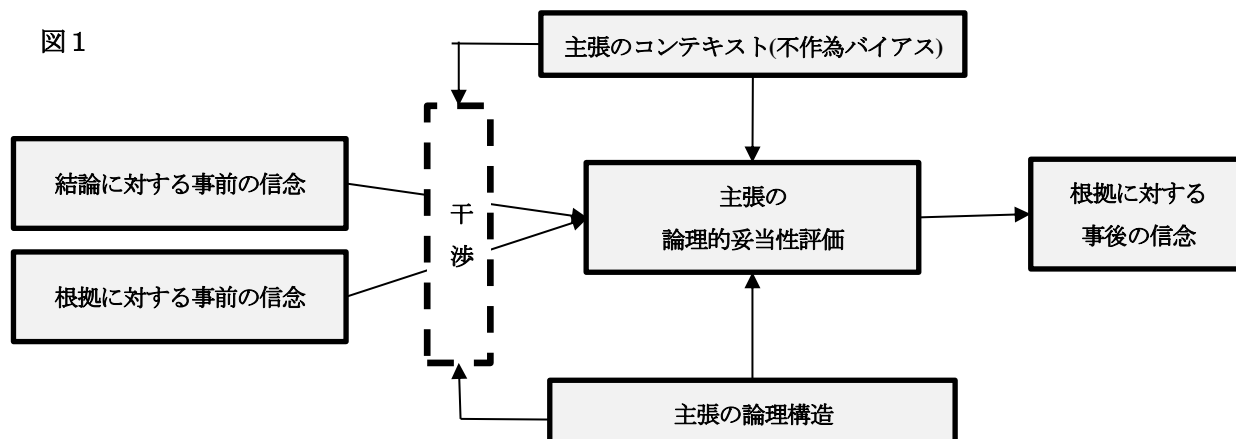 図１
主張のコンテキスト(不作為バイアス)
結論に対する事前の信念
根拠に対する事前の信念
干
渉
主張の
論理的妥当性評価
根拠に対する
事後の信念
主張の論理構造